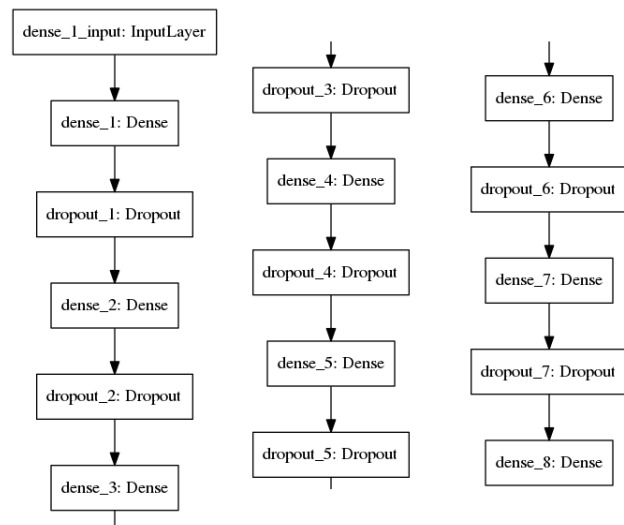 dense_1_input: InputLayer
dense_1: Dense
dropout_1: Dropout
dense_2: Dense
dropout_2: Dropout
dense_3: Dense
dropout_3: Dropout
dense_4: Dense
dropout_4: Dropout
dense_5: Dense
dropout_5: Dropout
dense_6: Dense
dropout_6: Dropout
dense_7: Dense
dropout_7: Dropout
dense_8: Dense